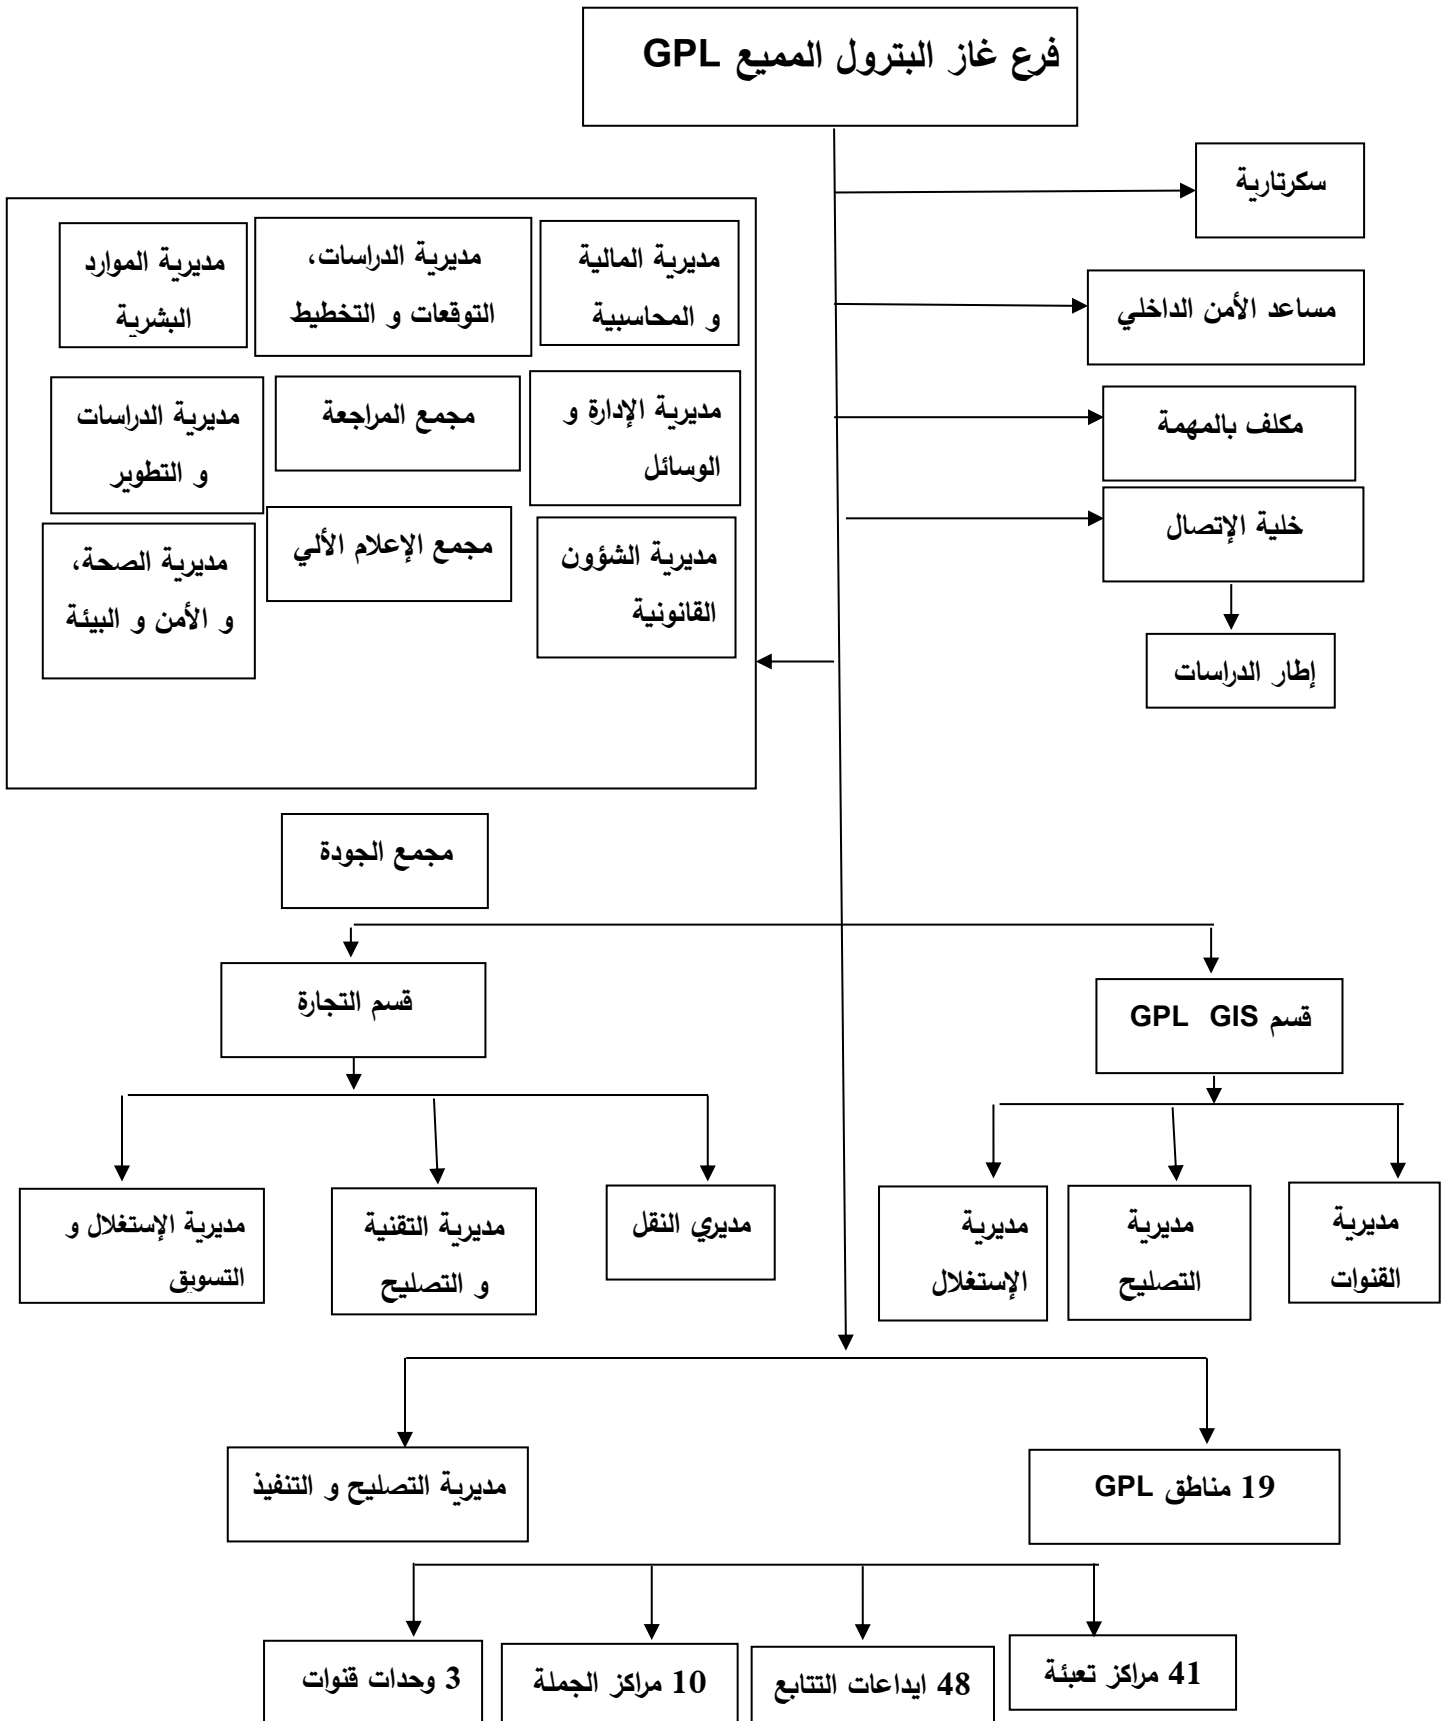 فرع غاز البترول المميع GPL
سكرتارية
مساعد الأمن الداخلي
مكلف بالمهمة
خلية الإتصال
إطار الدراسات
مديرية المالية
و المحاسبية
مديرية الدراسات،
التوقعات و التخطيط
مديرية الموارد
البشرية
مديرية الإدارة و
الوسائل
مجمع المراجعة
مديرية الدراسات
و التطوير
مديرية الشؤون
القانونية
مجمع الإعلام الألي
مديرية الصحة،
و الأمن و البيئة
مجمع الجودة
قسم GPL GIS
قسم التجارة
مديرية
القنوات
مديرية
التصليح
مديرية
الإستغلال
مديري النقل
مديرية التقنية
و التصليح
مديرية الإستغلال و
التسويق
19 مناطق GPL
مديرية التصليح و التنفيذ
41 مراكز تعبئة
48 ايداعات التتابع
10 مراكز الجملة
3 وحدات قنوات